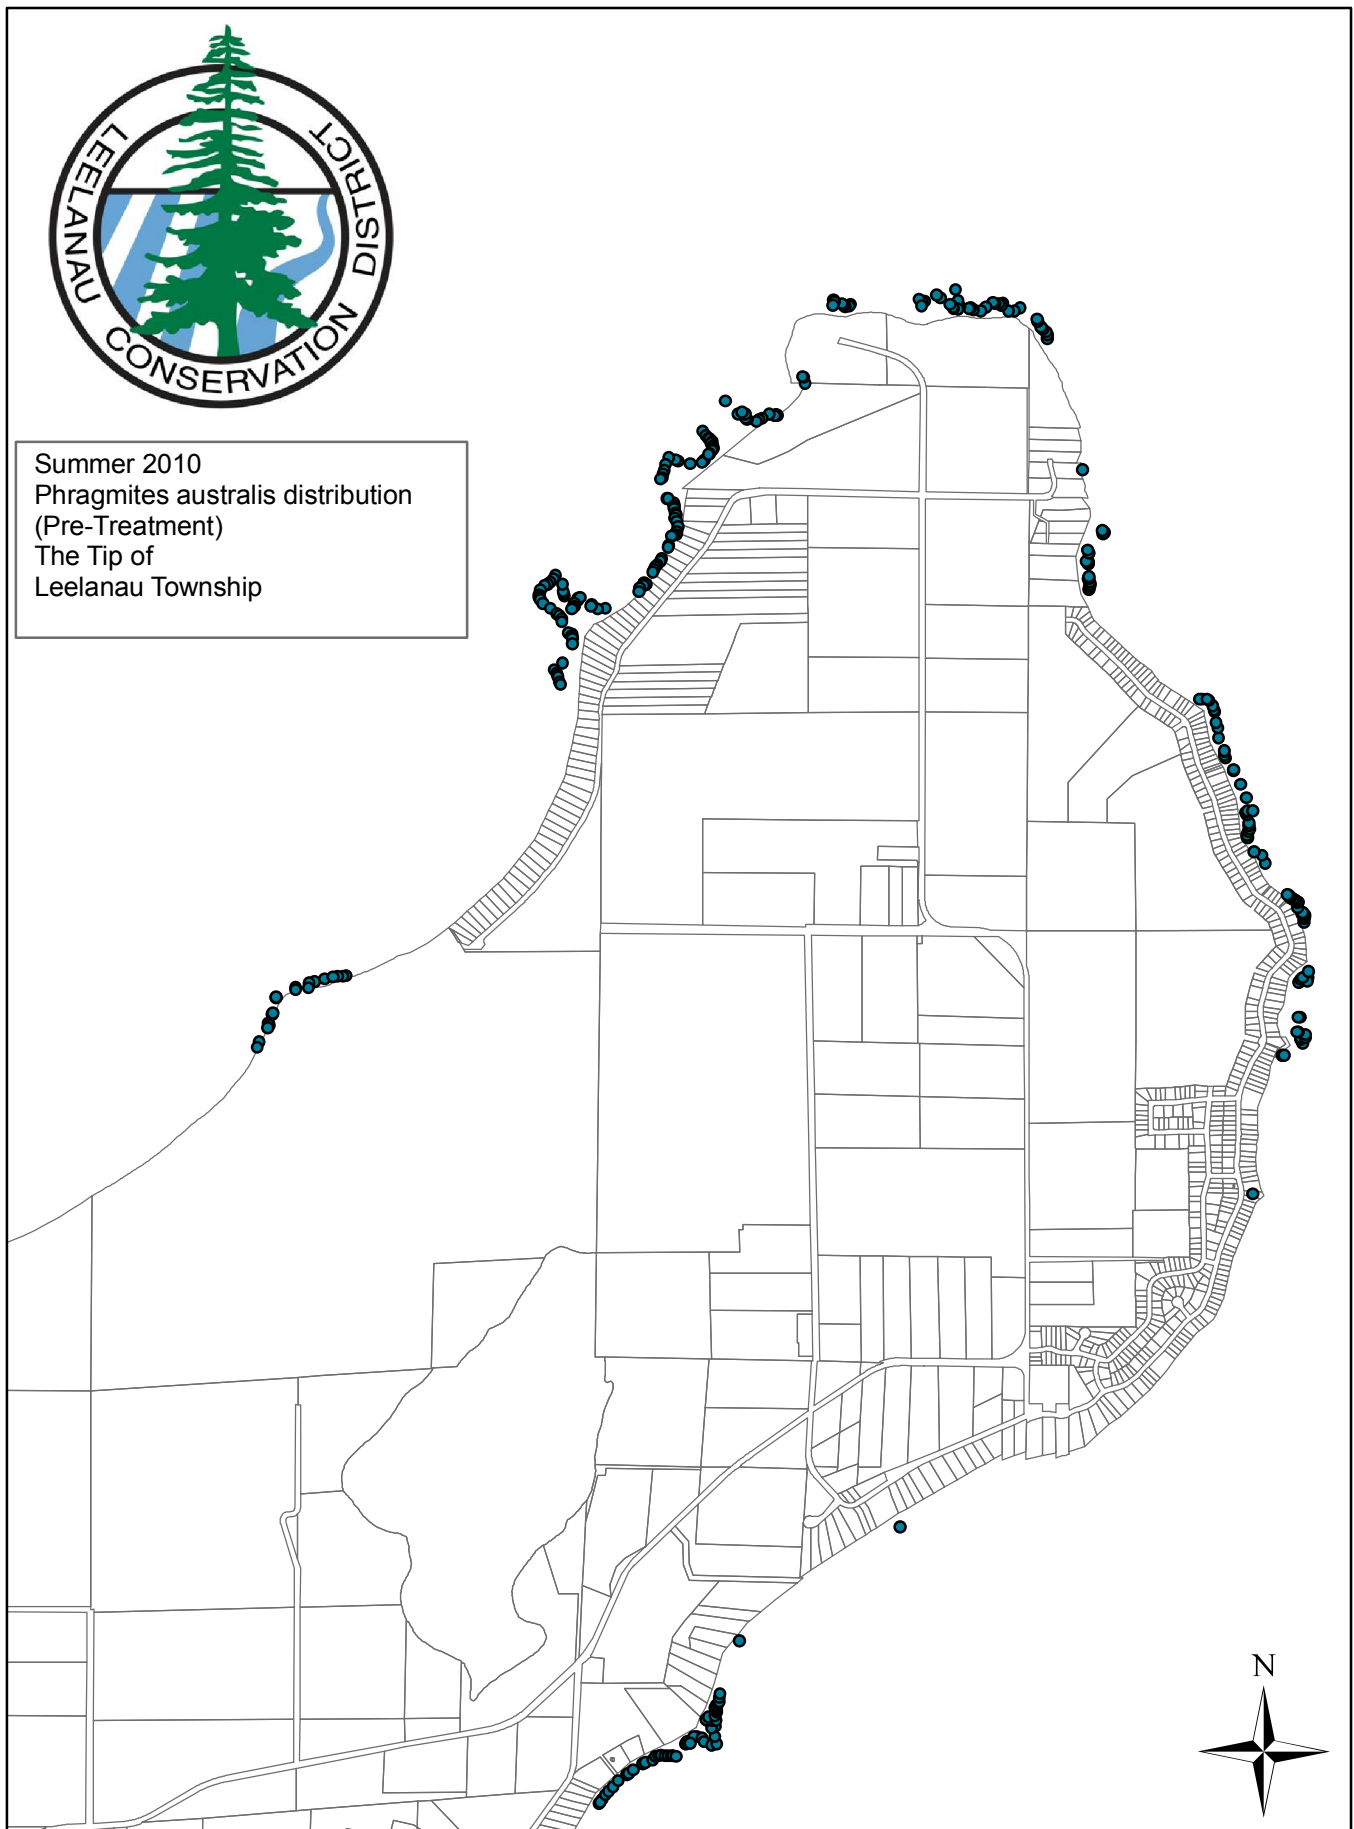 LEELANAU CONSERVATION DISTRICT
Summer 2010
Phragmites australis distribution
(Pre-Treatment)
The Tip of
Leelanau Township
N